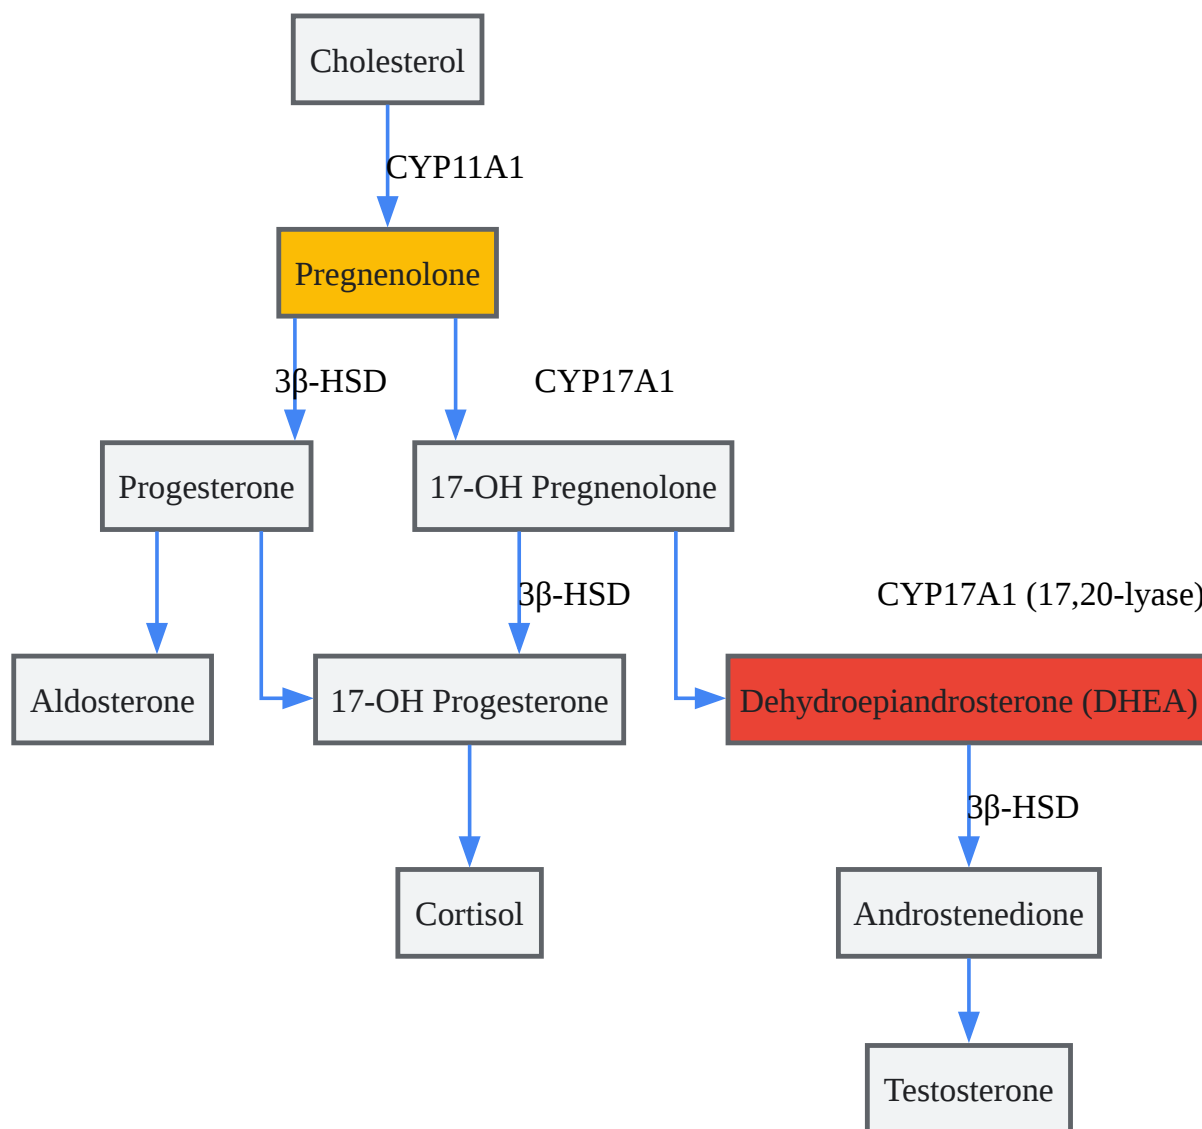 Cholesterol
CYP11A1
Pregnenolone
3β-HSD
CYP17A1
Progesterone
17-OH Pregnenolone
3β-HSD
CYP17A1 (17,20-lyase)
Aldosterone
17-OH Progesterone
Dehydroepiandrosterone (DHEA)
3β-HSD
Cortisol
Androstenedione
Testosterone